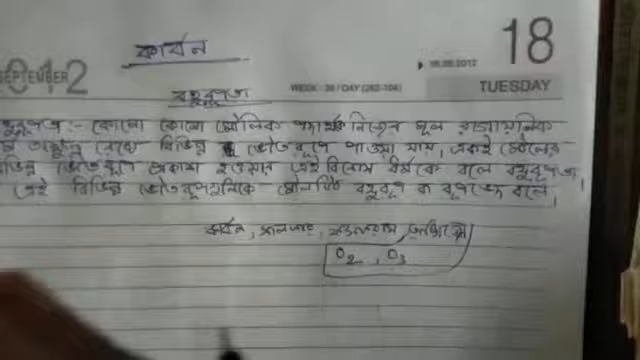 কার্বন
2012
SEPTEMBER
18
TUESDAY
WEEK - 38 / DAY (262-104)
বহুরূপতা
বহুরূপতা :- কোনো কোনো মৌলিক পদার্থকে নিজের মূল রাসায়নিক
ধর্ম অক্ষুন্ন রেখে বিভিন্ন ভৌতরূপে পাওয়া যায়। একই মৌলের
বিভিন্ন ভৌত রূপে প্রকাশ হওয়ার এই বিশেষ ধর্মকে বলে বহুরূপতা
এই বিভিন্ন ভৌতরূপগুলিকে মৌলটির বহুরূপ বা রূপভেদ বলে।
কার্বন, সালফার, ফসফরাস, অক্সিজেন
O₂, O₃